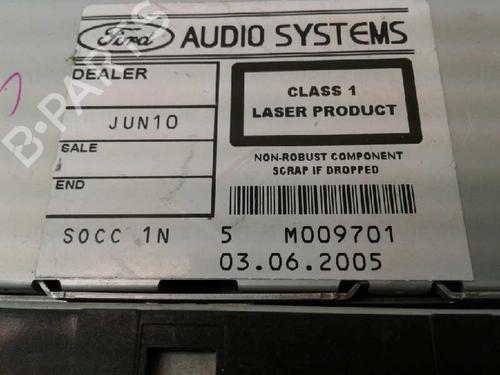 Ford AUDIO SYSTEMS
DEALER
CLASS 1
LASER PRODUCT
JUN10
SALE
NON-ROBUST COMPONENT
SCRAP IF DROPPED
END
SOCC 1N 5 M009701
03.06.2005
B-PARTS